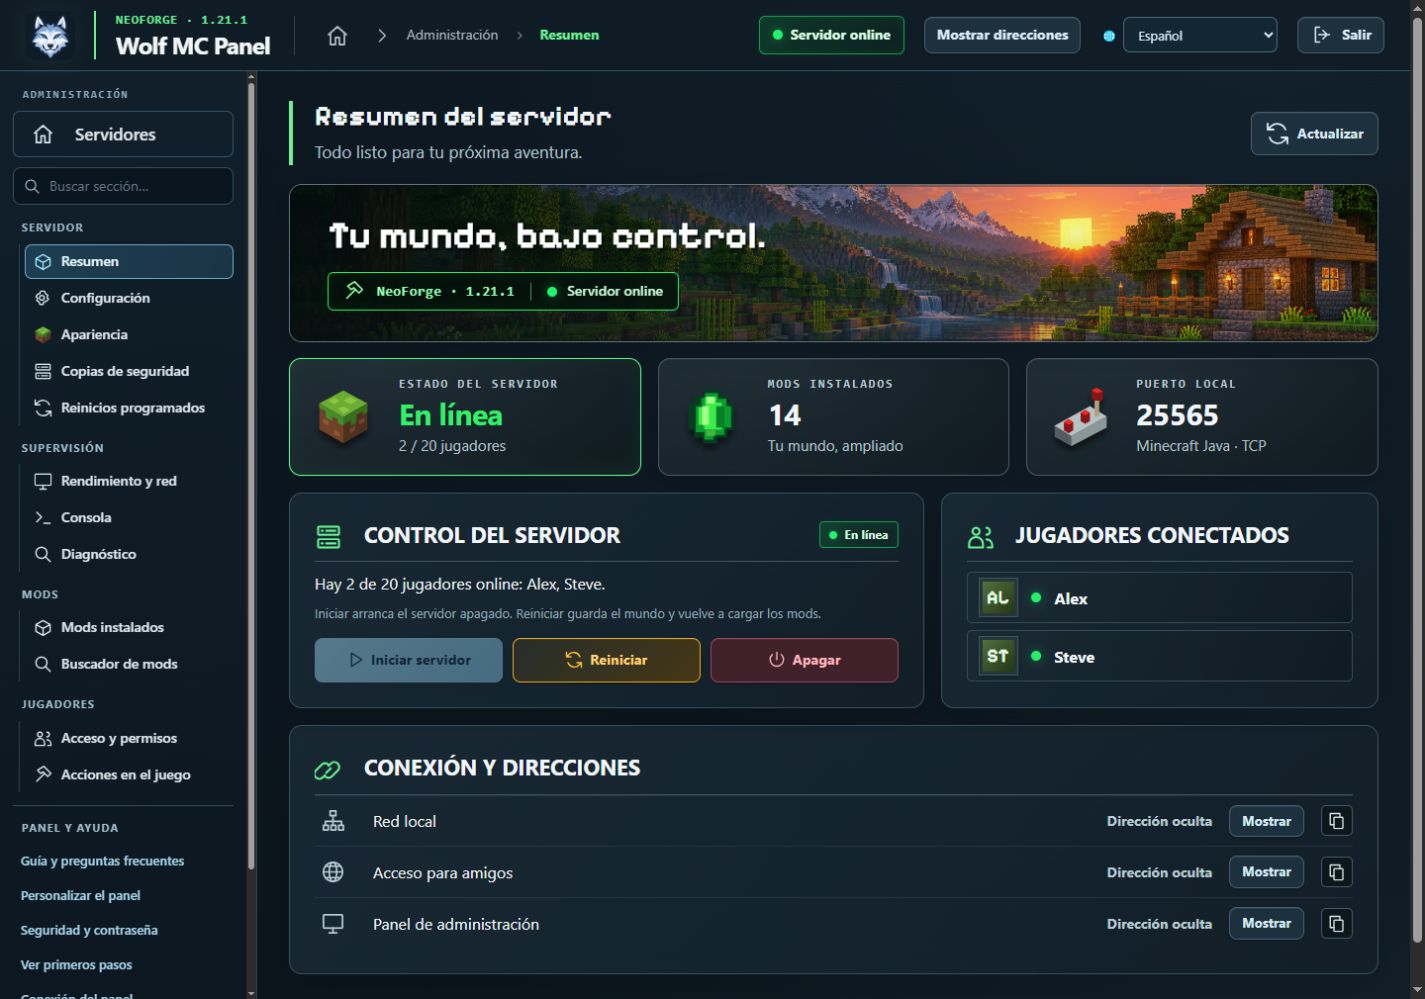 NEOFORGE · 1.21.1
Wolf MC Panel
Administración
Resumen
Servidor online
Mostrar direcciones
Español
Salir
ADMINISTRACIÓN
Servidores
Buscar sección...
SERVIDOR
Resumen
Configuración
Apariencia
Copias de seguridad
Reinicios programados
SUPERVISIÓN
Rendimiento y red
Consola
Diagnóstico
MODS
Mods instalados
Buscador de mods
JUGADORES
Acceso y permisos
Acciones en el juego
PANEL Y AYUDA
Guía y preguntas frecuentes
Personalizar el panel
Seguridad y contraseña
Ver primeros pasos
Conexión del panel
Resumen del servidor
Todo listo para tu próxima aventura.
Actualizar
Tu mundo, bajo control.
NeoForge · 1.21.1
Servidor online
ESTADO DEL SERVIDOR
En línea
2 / 20 jugadores
MODS INSTALADOS
14
Tu mundo, ampliado
PUERTO LOCAL
25565
Minecraft Java · TCP
CONTROL DEL SERVIDOR
En línea
Hay 2 de 20 jugadores online: Alex, Steve.
Iniciar arranca el servidor apagado. Reiniciar guarda el mundo y vuelve a cargar los mods.
Iniciar servidor
Reiniciar
Apagar
JUGADORES CONECTADOS
AL
Alex
ST
Steve
CONEXIÓN Y DIRECCIONES
Red local
Dirección oculta
Mostrar
Acceso para amigos
Dirección oculta
Mostrar
Panel de administración
Dirección oculta
Mostrar